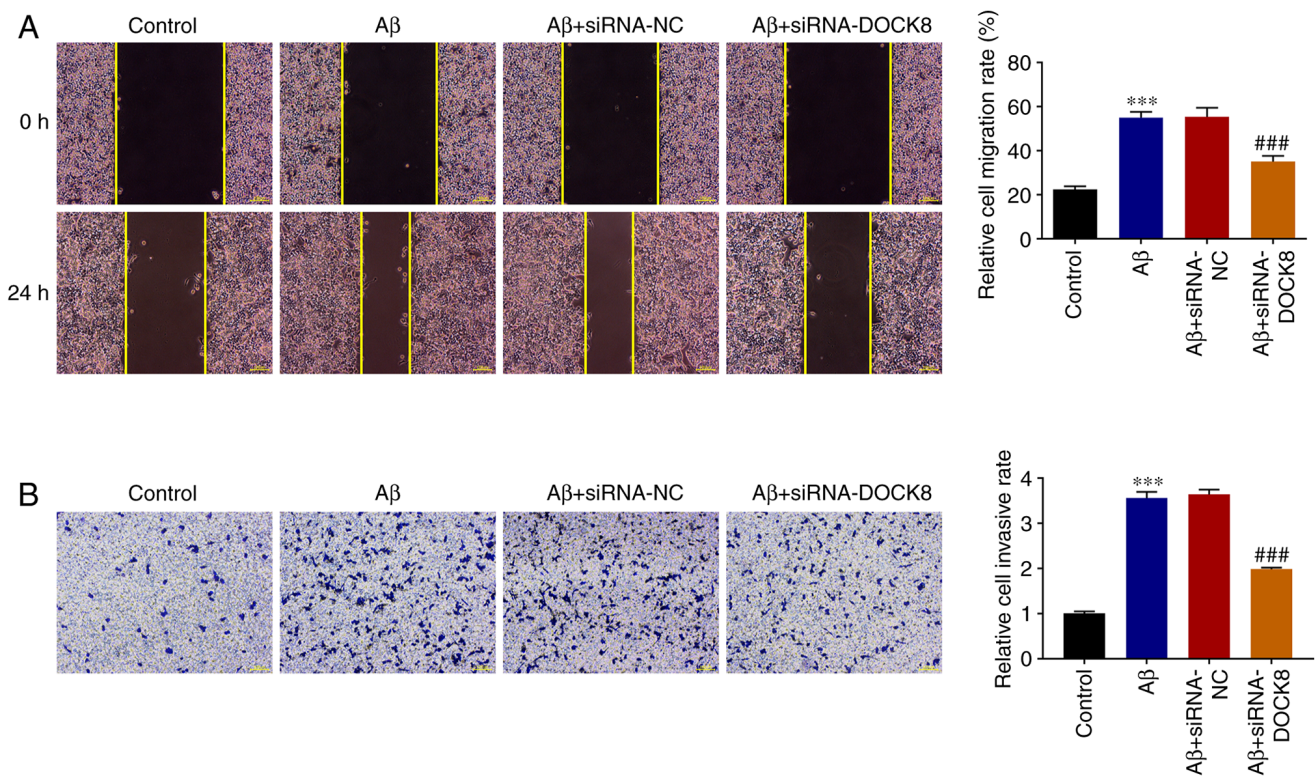 A
Control
Aβ
Aβ+siRNA-NC
Aβ+siRNA-DOCK8
0 h
24 h
Relative cell migration rate (%)
80
60
40
20
0
***
###
Control
Aβ
Aβ+siRNA-
NC
Aβ+siRNA-
DOCK8
B
Control
Aβ
Aβ+siRNA-NC
Aβ+siRNA-DOCK8
Relative cell invasive rate
4
3
2
1
0
***
###
Control
Aβ
Aβ+siRNA-
NC
Aβ+siRNA-
DOCK8